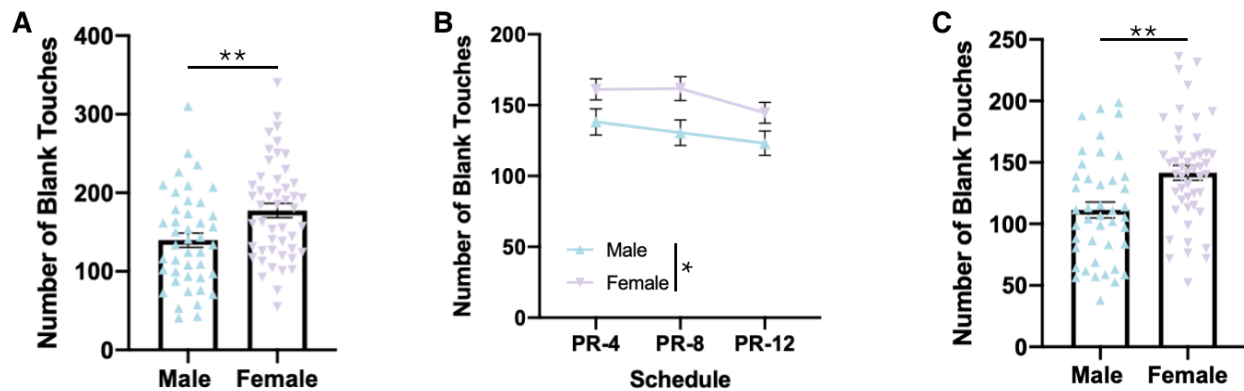 A
Number of Blank Touches
400
300
200
100
0
**
Male Female
B
Number of Blank Touches
200
150
100
50
0
Male
Female
*
PR-4 PR-8 PR-12
Schedule
C
Number of Blank Touches
250
200
150
100
50
0
**
Male Female